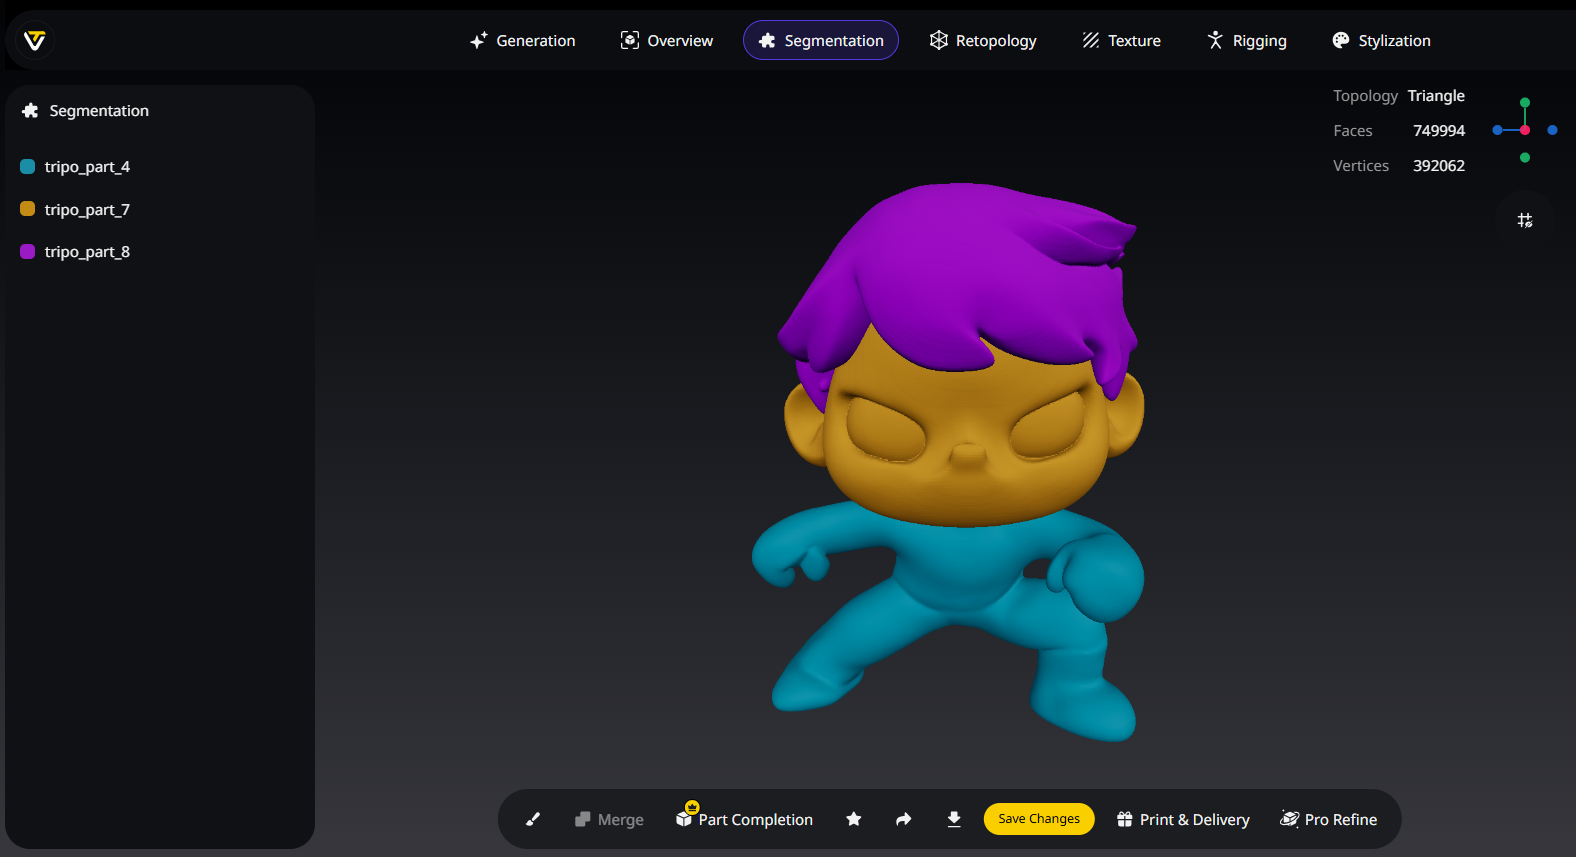 Generation
Overview
Segmentation
Retopology
Texture
Rigging
Stylization
Segmentation
tripo_part_4
tripo_part_7
tripo_part_8
Topology Triangle
Faces 749994
Vertices 392062
Merge
Part Completion
Save Changes
Print & Delivery
Pro Refine